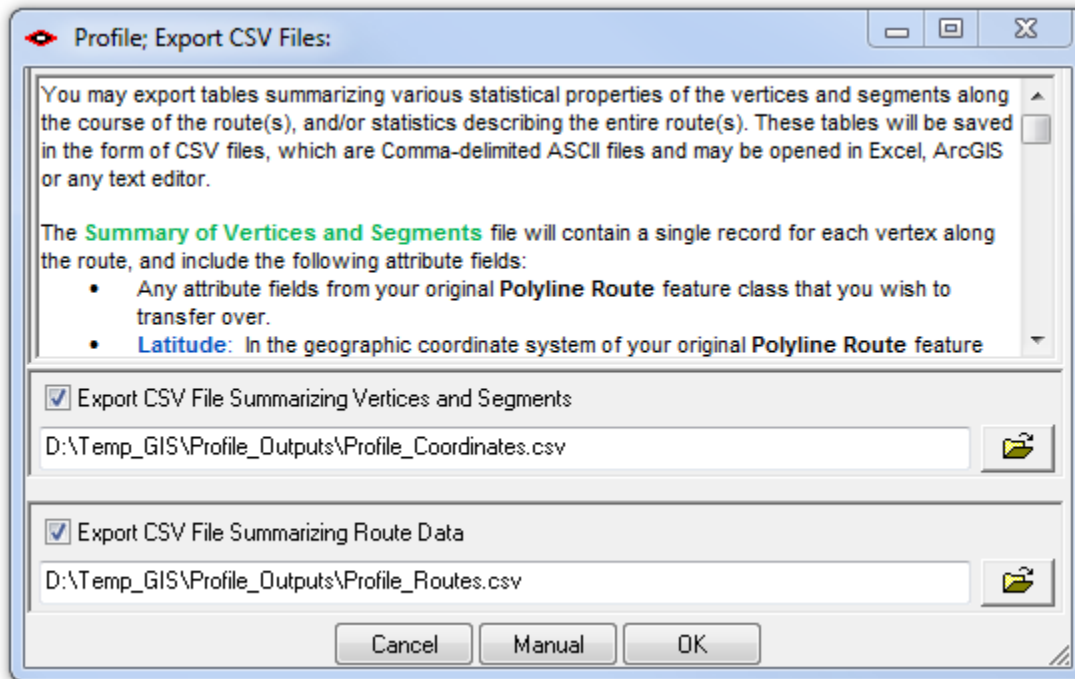 Profile; Export CSV Files:
You may export tables summarizing various statistical properties of the vertices and segments along
the course of the route(s), and/or statistics describing the entire route(s). These tables will be saved
in the form of CSV files, which are Comma-delimited ASCII files and may be opened in Excel, ArcGIS
or any text editor.
The Summary of Vertices and Segments file will contain a single record for each vertex along
the route, and include the following attribute fields:
• Any attribute fields from your original Polyline Route feature class that you wish to
transfer over.
• Latitude: In the geographic coordinate system of your original Polyline Route feature
Export CSV File Summarizing Vertices and Segments
D:\Temp_GIS\Profile_Outputs\Profile_Coordinates.csv
Export CSV File Summarizing Route Data
D:\Temp_GIS\Profile_Outputs\Profile_Routes.csv
Cancel Manual OK